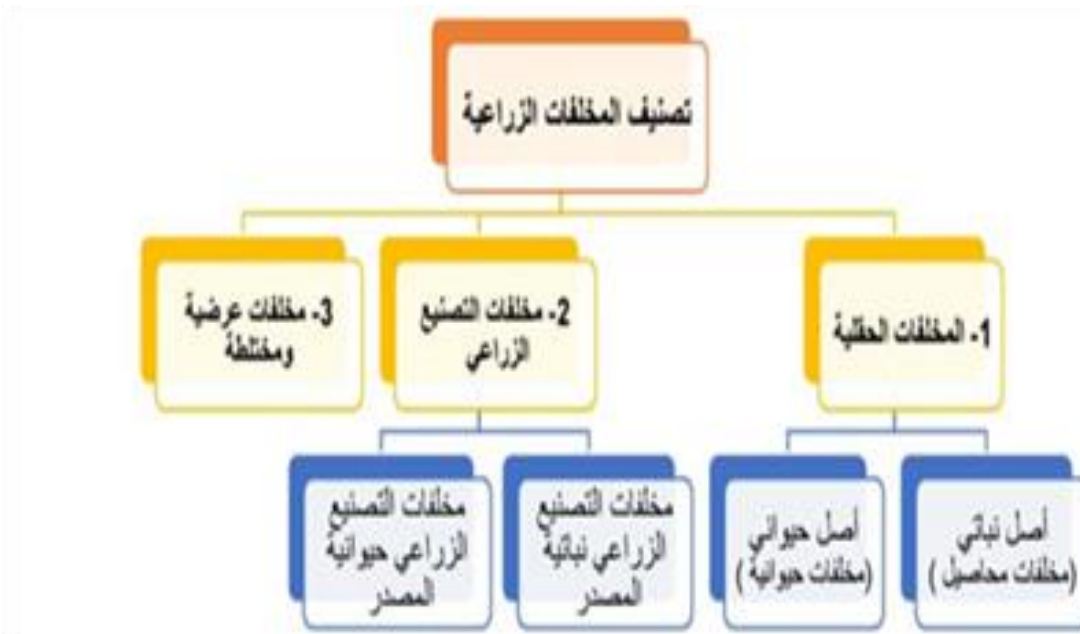 تصنيف المخلفات الزراعية
1- المخلفات الحقلية
2- مخلفات التصنيع
الزراعي
3- مخلفات عرضية
ومختلطة
أصل نباتي
(مخلفات محاصيل )
أصل حيواني
(مخلفات حيوانية )
مخلفات التصنيع
الزراعي نباتية
المصدر
مخلفات التصنيع
الزراعي حيوانية
المصدر